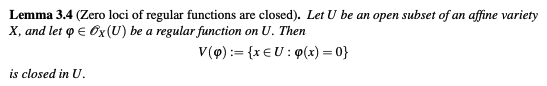 Lemma 3.4 (Zero loci of regular functions are closed). Let U be an open subset of an affine variety
X, and let φ ∈ 𝒪_X(U) be a regular function on U. Then
V(φ) := {x ∈ U : φ(x) = 0}
is closed in U.